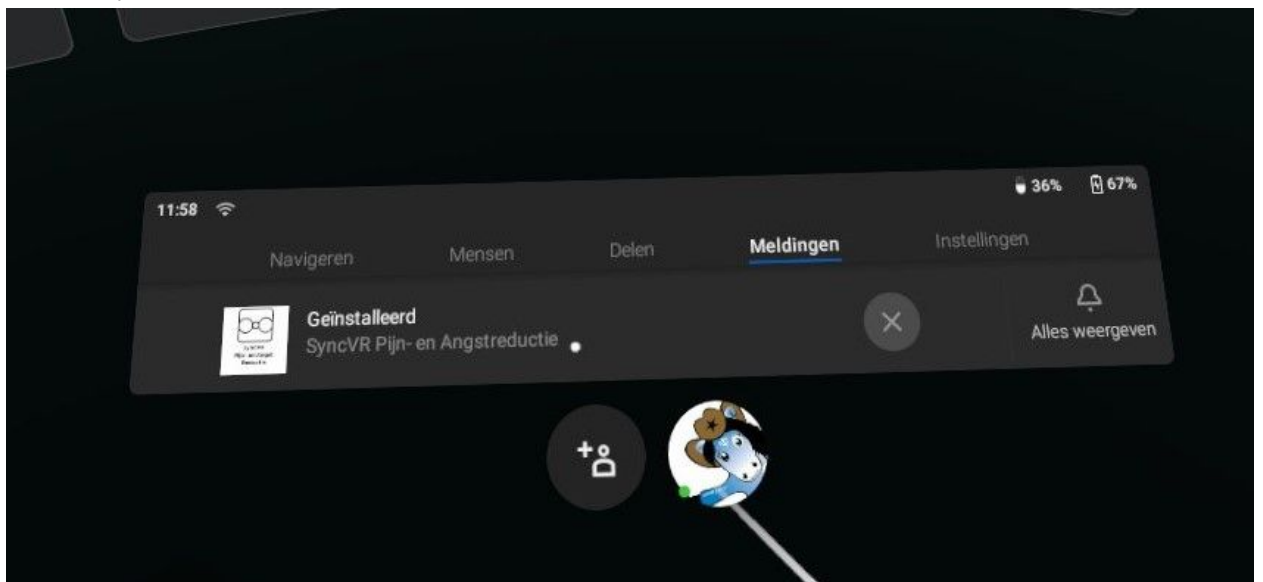 11:58
36%
67%
Navigeren
Mensen
Delen
Meldingen
Instellingen
Geïnstalleerd
SyncVR Pijn- en Angstreductie
Alles weergeven